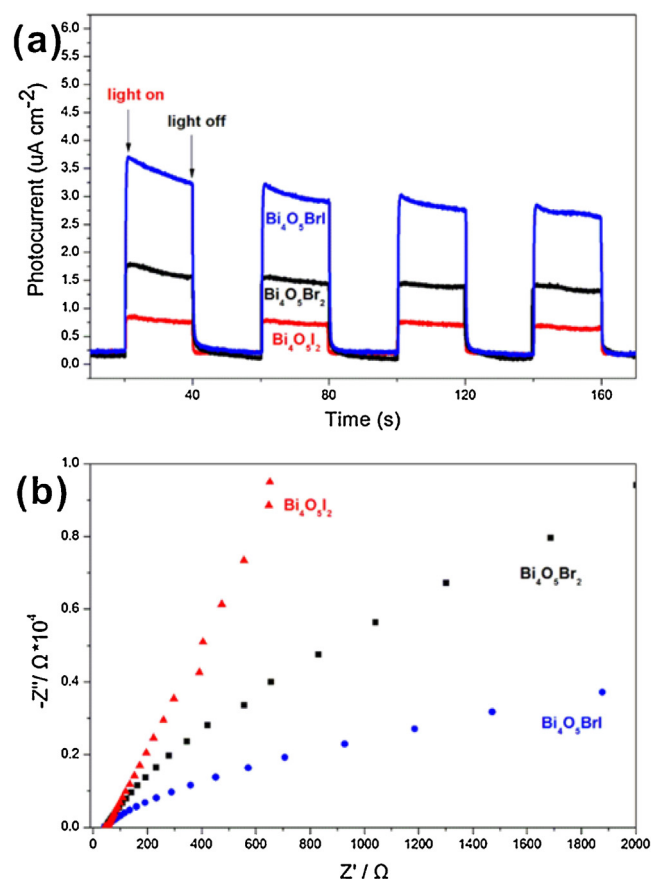 (a)
Photocurrent (uA cm⁻²)
6.0
5.5
5.0
4.5
4.0
3.5
3.0
2.5
2.0
1.5
1.0
0.5
0.0
light on
light off
Bi₄O₅BrI
Bi₄O₅Br₂
Bi₄O₅I₂
40 80 120 160
Time (s)
(b)
-Z''/ Ω*10⁴
1.0
0.8
0.6
0.4
0.2
0.0
Bi₄O₅I₂
Bi₄O₅Br₂
Bi₄O₅BrI
0 200 400 600 800 1000 1200 1400 1600 1800 2000
Z' / Ω